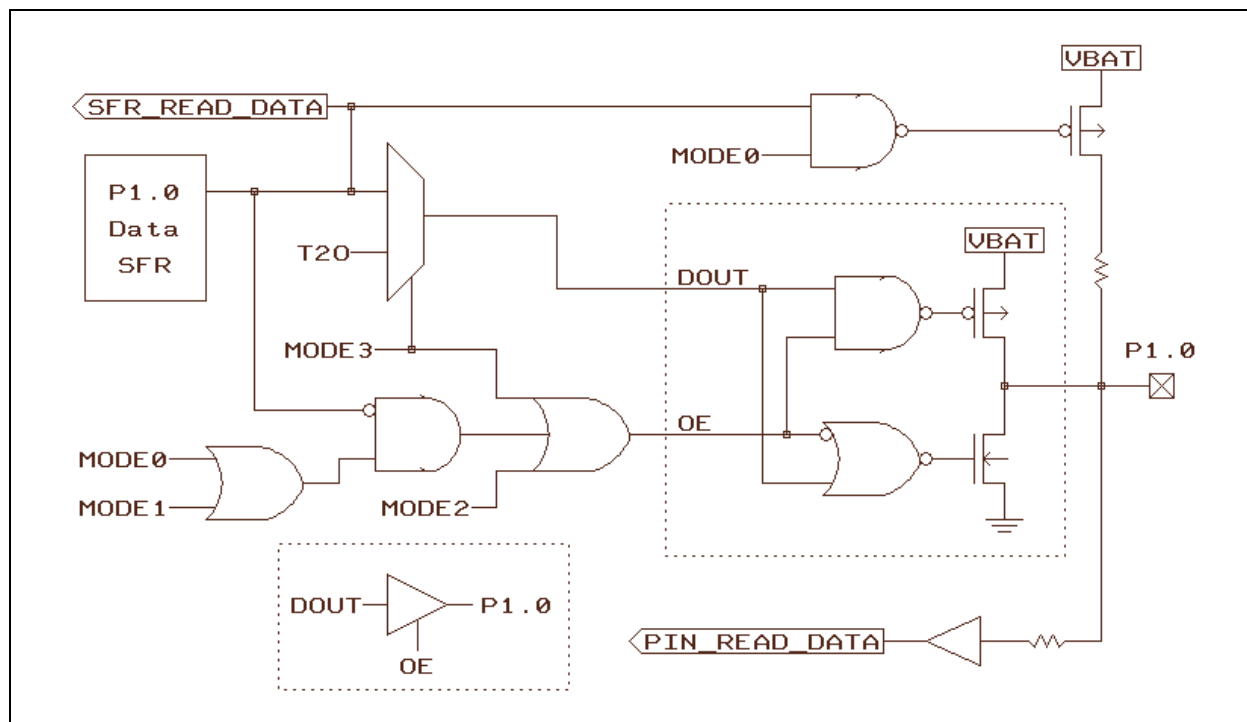 VBAT
SFR_READ_DATA
MODE0
P1.0
Data
SFR
T2O
VBAT
DOUT
MODE3
P1.0
OE
MODE0
MODE1
MODE2
DOUT
P1.0
OE
PIN_READ_DATA